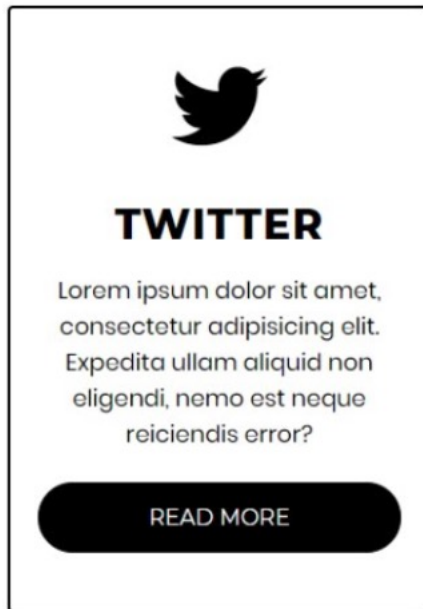 TWITTER
Lorem ipsum dolor sit amet,
consectetur adipisicing elit.
Expedita ullam aliquid non
eligendi, nemo est neque
reiciendis error?
READ MORE